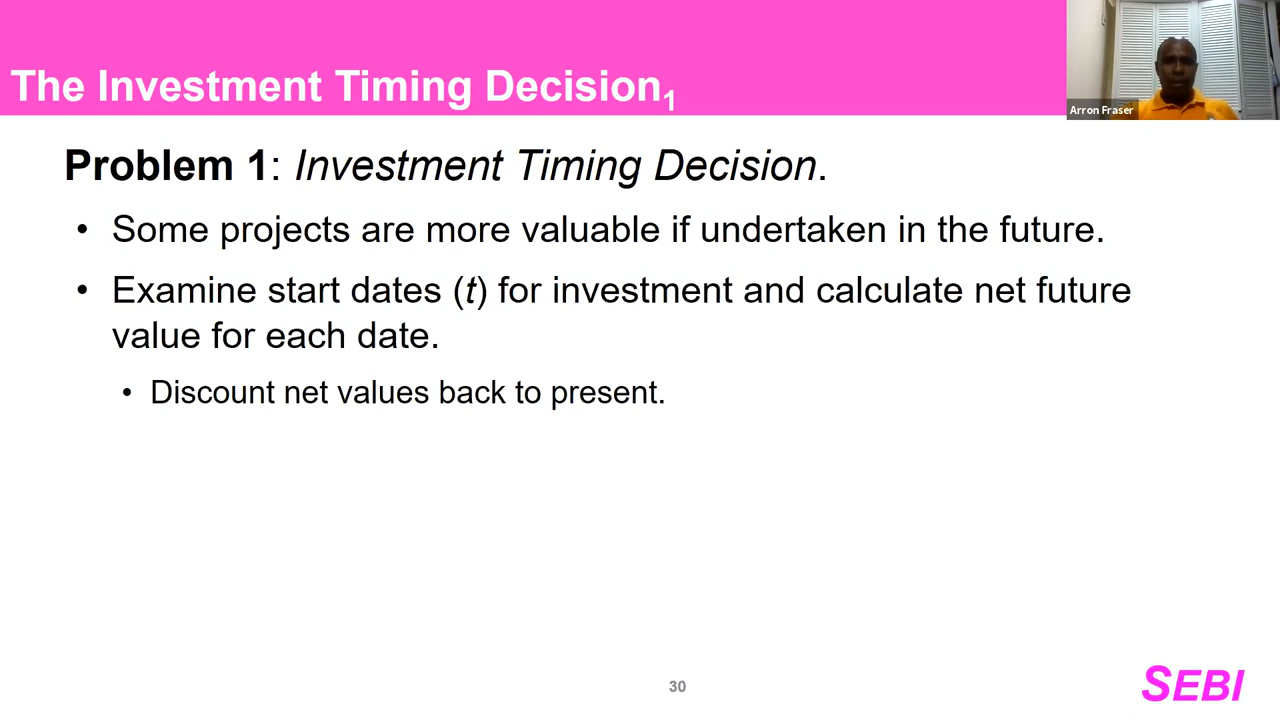 The Investment Timing Decision1
Arron Fraser
Problem 1: Investment Timing Decision.
• Some projects are more valuable if undertaken in the future.
• Examine start dates (t) for investment and calculate net future
value for each date.
• Discount net values back to present.
30
SEBI